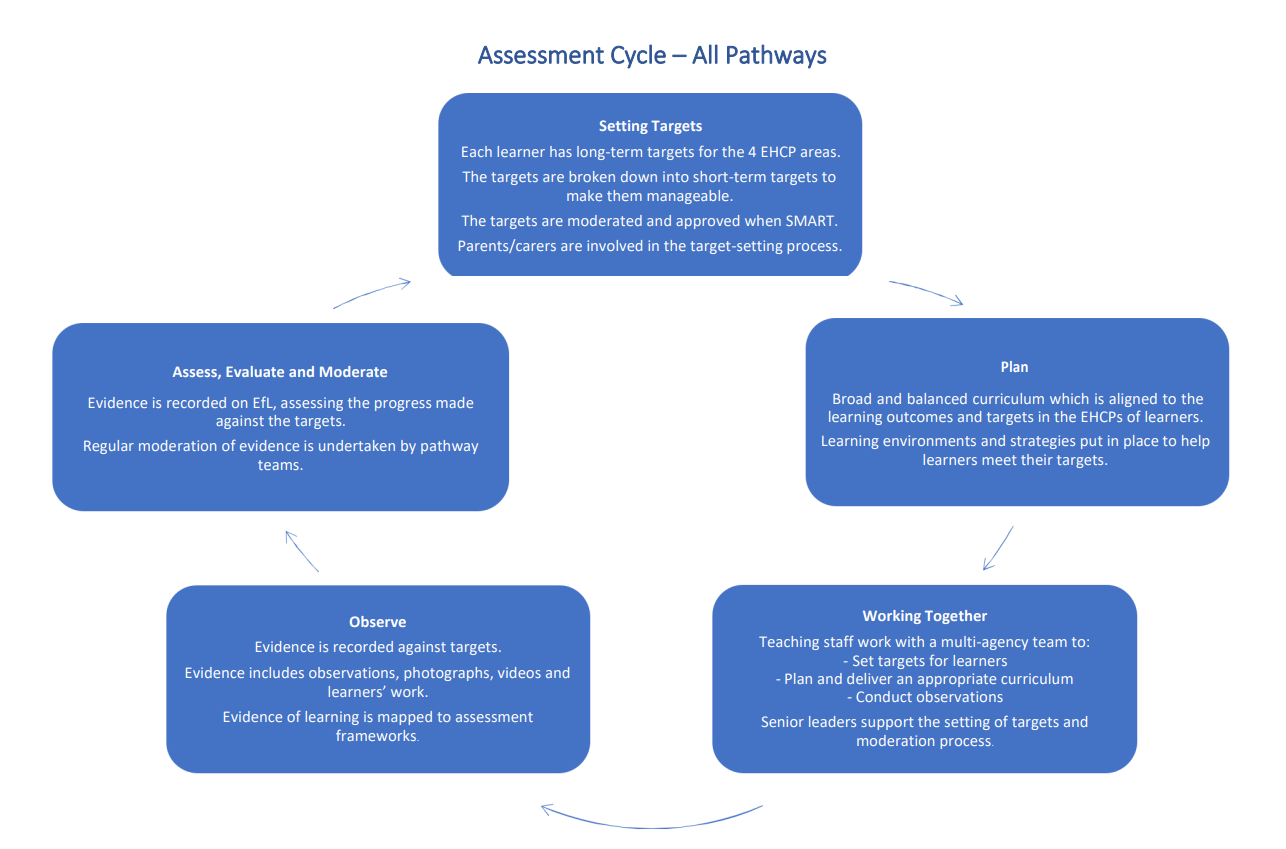 Assessment Cycle – All Pathways
Setting Targets
Each learner has long-term targets for the 4 EHCP areas.
The targets are broken down into short-term targets to
make them manageable.
The targets are moderated and approved when SMART.
Parents/carers are involved in the target-setting process.
Plan
Broad and balanced curriculum which is aligned to the
learning outcomes and targets in the EHCPs of learners.
Learning environments and strategies put in place to help
learners meet their targets.
Working Together
Teaching staff work with a multi-agency team to:
- Set targets for learners
- Plan and deliver an appropriate curriculum
- Conduct observations
Senior leaders support the setting of targets and
moderation process.
Observe
Evidence is recorded against targets.
Evidence includes observations, photographs, videos and
learners’ work.
Evidence of learning is mapped to assessment
frameworks.
Assess, Evaluate and Moderate
Evidence is recorded on EfL, assessing the progress made
against the targets.
Regular moderation of evidence is undertaken by pathway
teams.